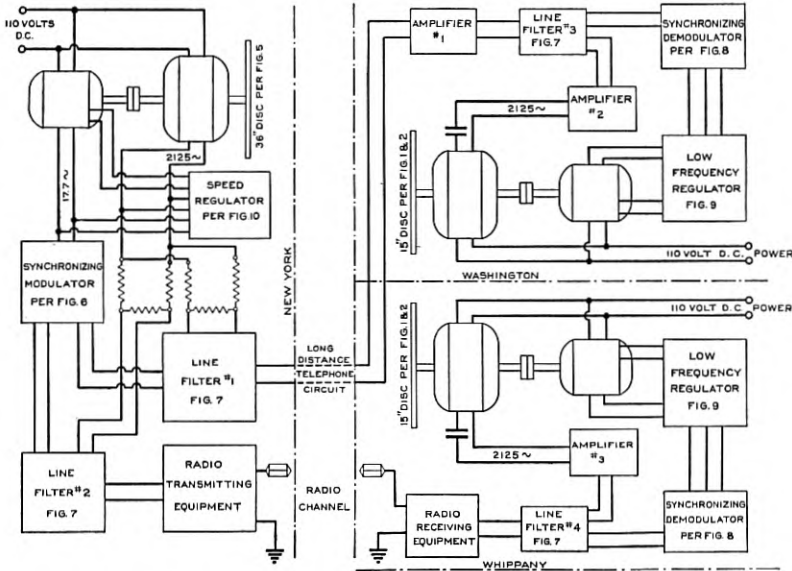 110 VOLTS
D.C.
36" DISC PER FIG.5
2125~
17.7~
SPEED
REGULATOR
PER FIG.10
SYNCHRONIZING
MODULATOR
PER FIG.6
LINE
FILTER #1
FIG. 7
LINE
FILTER #2
FIG. 7
RADIO
TRANSMITTING
EQUIPMENT
NEW YORK
LONG
DISTANCE
TELEPHONE
CIRCUIT
RADIO
CHANNEL
AMPLIFIER
#1
LINE
FILTER #3
FIG.7
SYNCHRONIZING
DEMODULATOR
PER FIG.8
AMPLIFIER
#2
2125~
15" DISC PER FIG.1&2
LOW
FREQUENCY
REGULATOR
FIG.9
110 VOLT D.C. POWER
WASHINGTON
110 VOLT D.C POWER
15" DISC PER FIG.1&2
LOW
FREQUENCY
REGULATOR
FIG.9
2125~
AMPLIFIER
#3
RADIO
RECEIVING
EQUIPMENT
LINE
FILTER #4
FIG.7
SYNCHRONIZING
DEMODULATOR
PER FIG.8
WHIPPANY